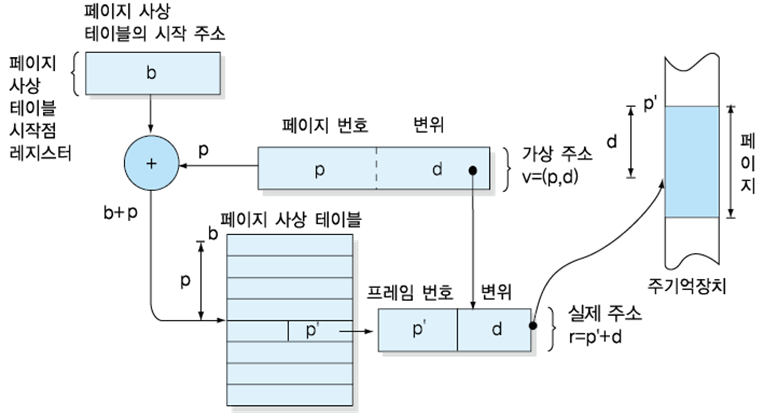 페이지 사상
테이블의 시작 주소
페이지
사상
테이블
시작점
레지스터
b
+
p
b+p
페이지 번호
변위
p
d
가상 주소
v=(p,d)
페이지 사상 테이블
b
p
p'
프레임 번호
변위
p'
d
실제 주소
r=p'+d
p'
d
페이지
주기억장치